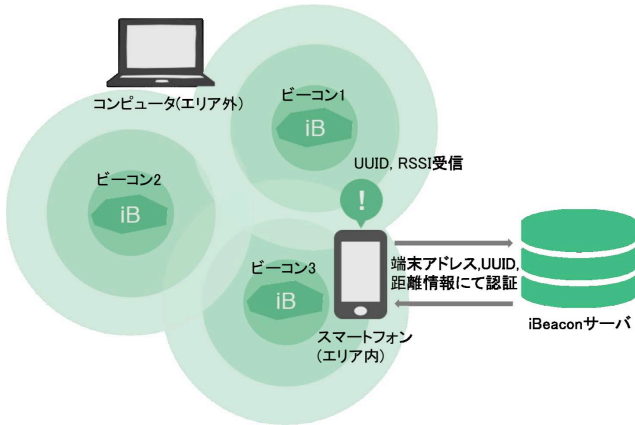 コンピュータ(エリア外)
ビーコン1
iB
UUID, RSSI受信
ビーコン2
iB
!
ビーコン3
iB
端末アドレス,UUID,
距離情報にて認証
スマートフォン
(エリア内)
iBeaconサーバ